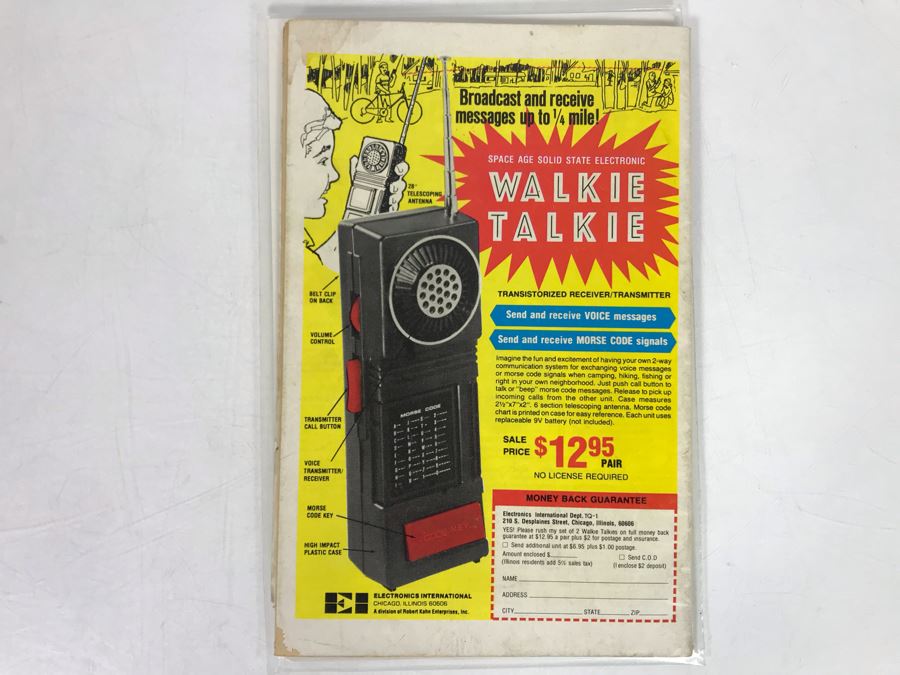 Broadcast and receive
messages up to 1/4 mile!
SPACE AGE SOLID STATE ELECTRONIC
WALKIE
TALKIE
28"
TELESCOPING
ANTENNA
BELT CLIP
ON BACK
VOLUME
CONTROL
TRANSMITTER
CALL BUTTON
VOICE
TRANSMITTER/
RECEIVER
MORSE
CODE KEY
HIGH IMPACT
PLASTIC CASE
MORSE CODE
CODE KEY
TRANSISTORIZED RECEIVER/TRANSMITTER
Send and receive VOICE messages
Send and receive MORSE CODE signals
Imagine the fun and excitement of having your own 2-way
communication system for exchanging voice messages
or morse code signals when camping, hiking, fishing or
right in your own neighborhood. Just push call button to
talk or "beep" morse code messages. Release to pick up
incoming calls from the other unit. Case measures
2½"x7"x2". 6 section telescoping antenna. Morse code
chart is printed on case for easy reference. Each unit uses
replaceable 9V battery (not included).
SALE
PRICE $12.95
PAIR
NO LICENSE REQUIRED
MONEY BACK GUARANTEE
Electronics International Dept. TQ-1
210 S. Desplaines Street, Chicago, Illinois, 60606
YES! Please rush my set of 2 Walkie Talkes on full money back
guarantee at $12.95 a pair plus $2 for postage and insurance.
Send additional unit at $6.95 plus $1.00 postage.
Amount enclosed $
Send C.O.D
(Illinois residents add 5% sales tax)
(I enclose $2 deposit)
NAME
ADDRESS
CITY STATE ZIP
EI
ELECTRONICS INTERNATIONAL
CHICAGO, ILLINOIS 60606
A division of Robert Kahn Enterprises, Inc.